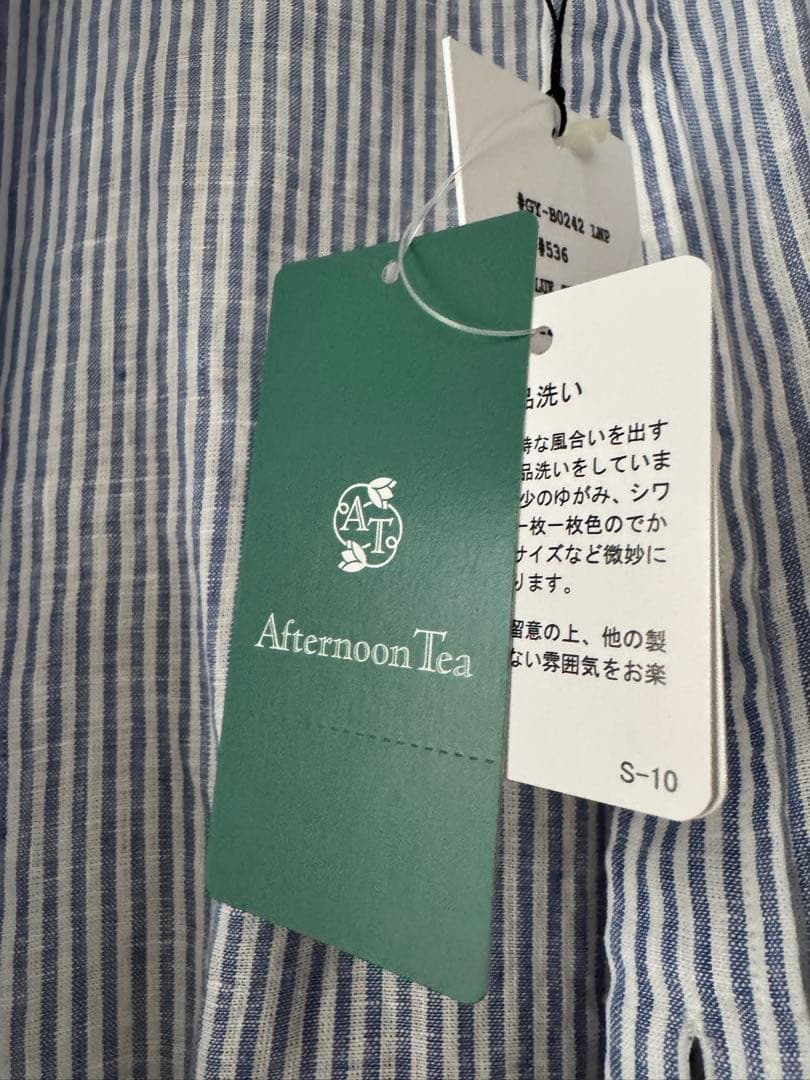 #GY-B0242 LNP
#536
AT
Afternoon Tea
品洗い
特な風合いを出す
品洗いをしていま
少のゆがみ、シワ
一枚一枚色のでか
サイズなど微妙に
ります。
留意の上、他の製
ない雰囲気をお楽
S-10